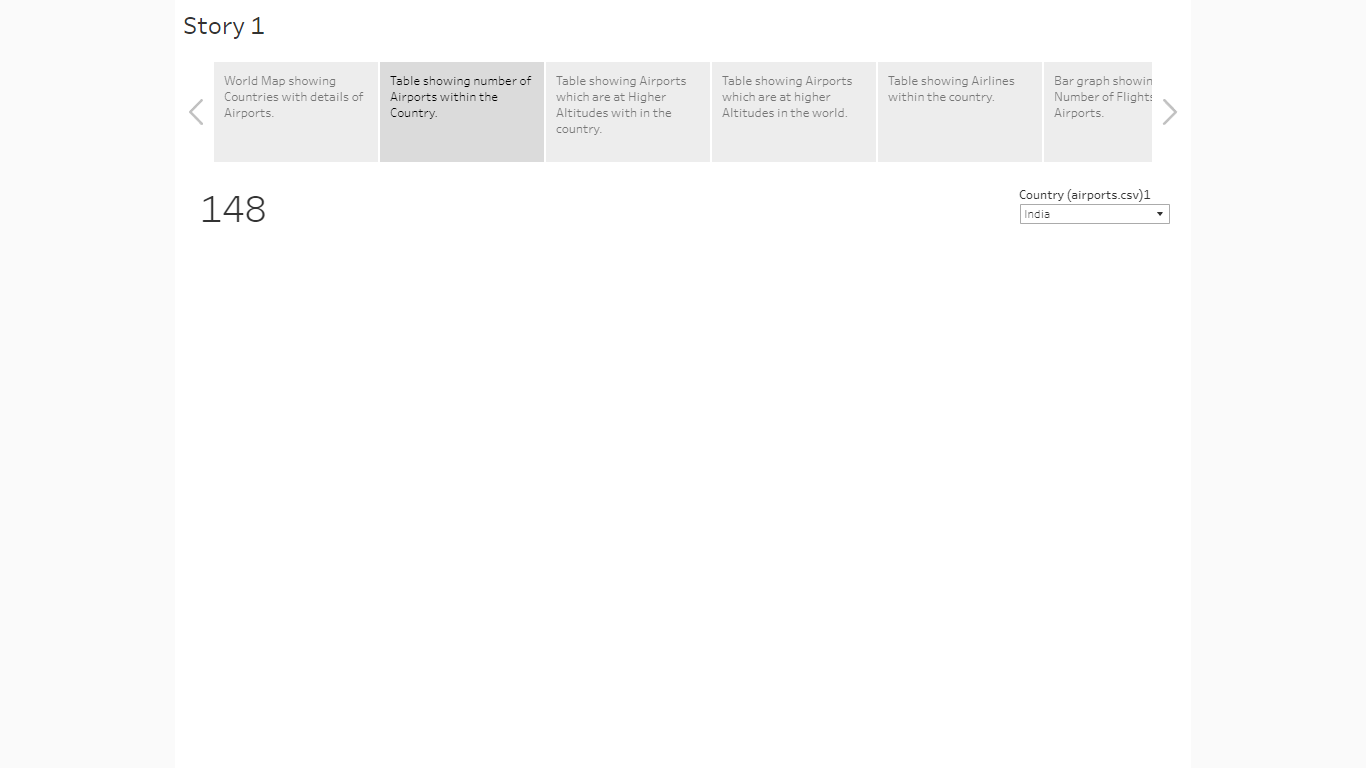 Story 1
World Map showing
Countries with details of
Airports.
Table showing number of
Airports within the
Country.
Table showing Airports
which are at Higher
Altitudes with in the
country.
Table showing Airports
which are at higher
Altitudes in the world.
Table showing Airlines
within the country.
Bar graph showin
Number of Flights
Airports.
148
Country (airports.csv)1
India